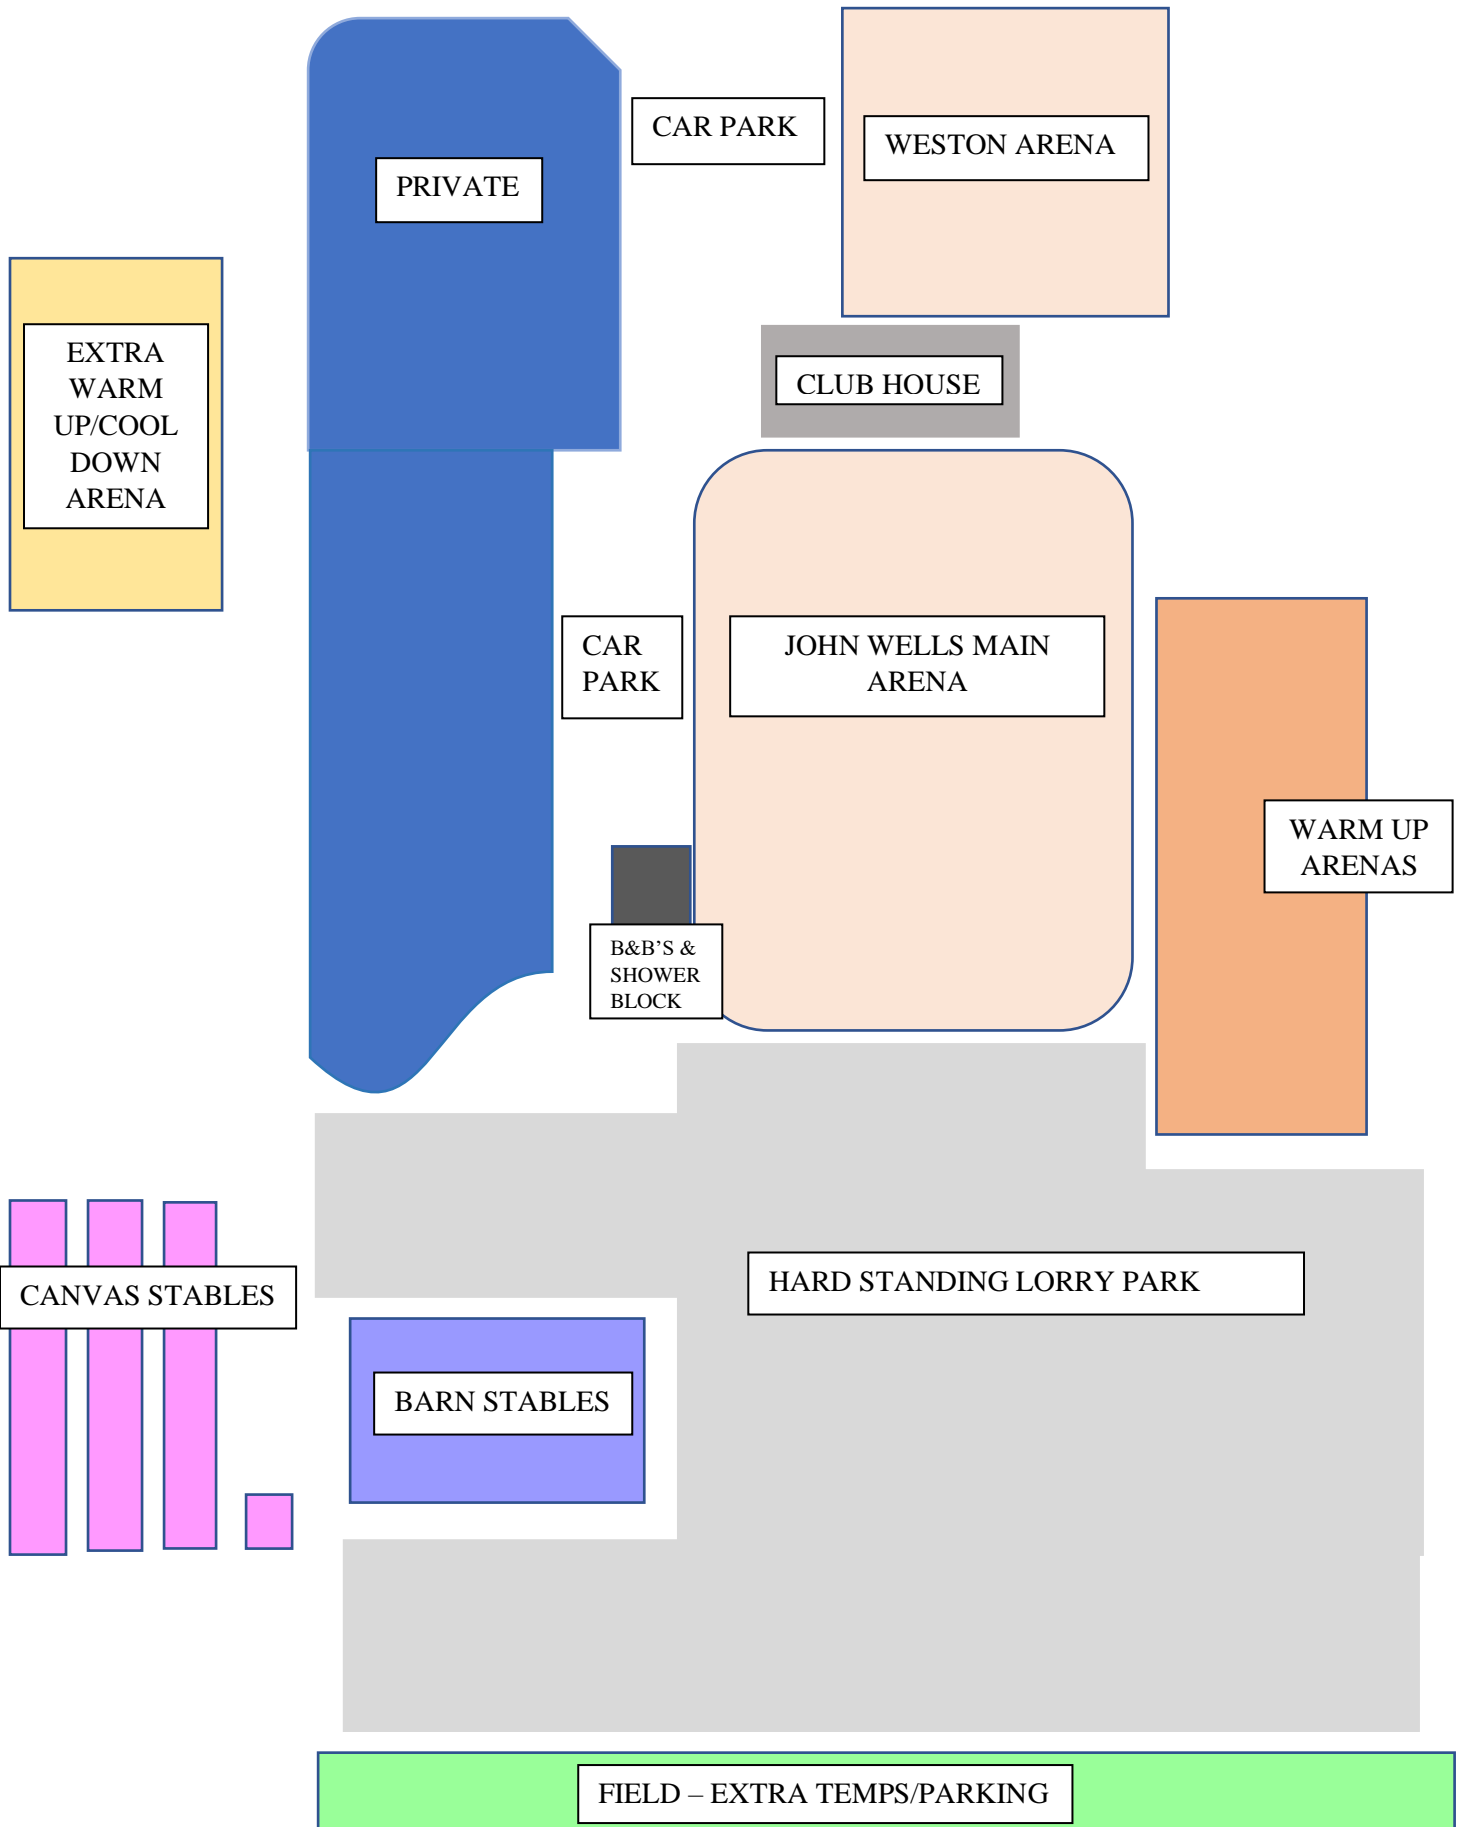 CAR PARK
WESTON ARENA
PRIVATE
EXTRA
WARM
UP/COOL
DOWN
ARENA
CLUB HOUSE
CAR
PARK
JOHN WELLS MAIN
ARENA
WARM UP
ARENAS
B&B’S &
SHOWER
BLOCK
CANVAS STABLES
HARD STANDING LORRY PARK
BARN STABLES
FIELD – EXTRA TEMPS/PARKING